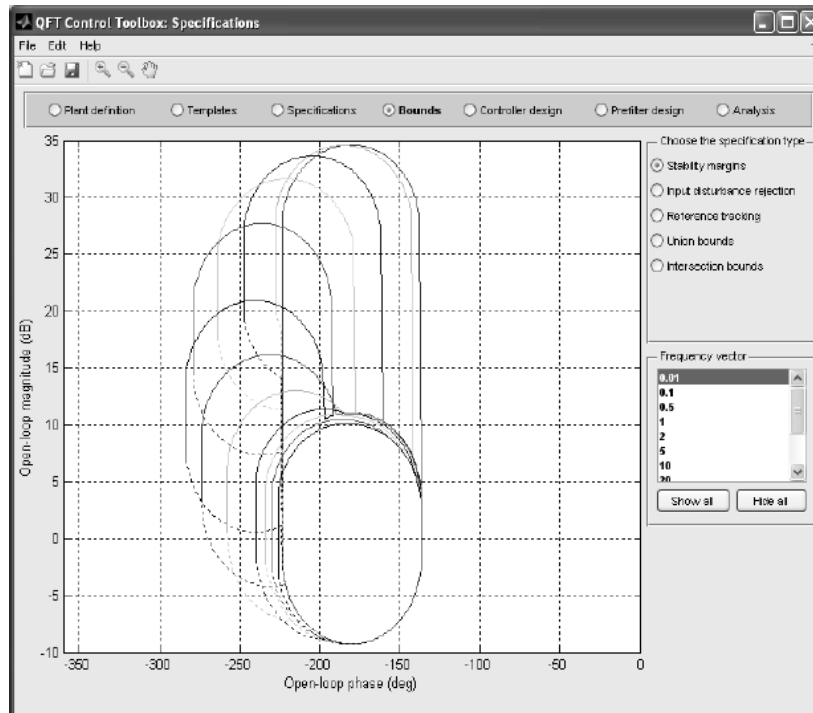 QFT Control Toolbox: Specifications
File Edit Help
Plant definition Templates Specifications Bounds Controller design Prefilter design Analysis
Choose the specification type
Stability margins
Input disturbance rejection
Reference tracking
Union bounds
Intersection bounds
Frequency vector
0.01
0.1
0.5
1
2
5
10
20
Show all Hide all
35
30
25
20
15
10
5
0
-5
-10
Open-loop magnitude (dB)
-350 -300 -250 -200 -150 -100 -50 0
Open-loop phase (deg)